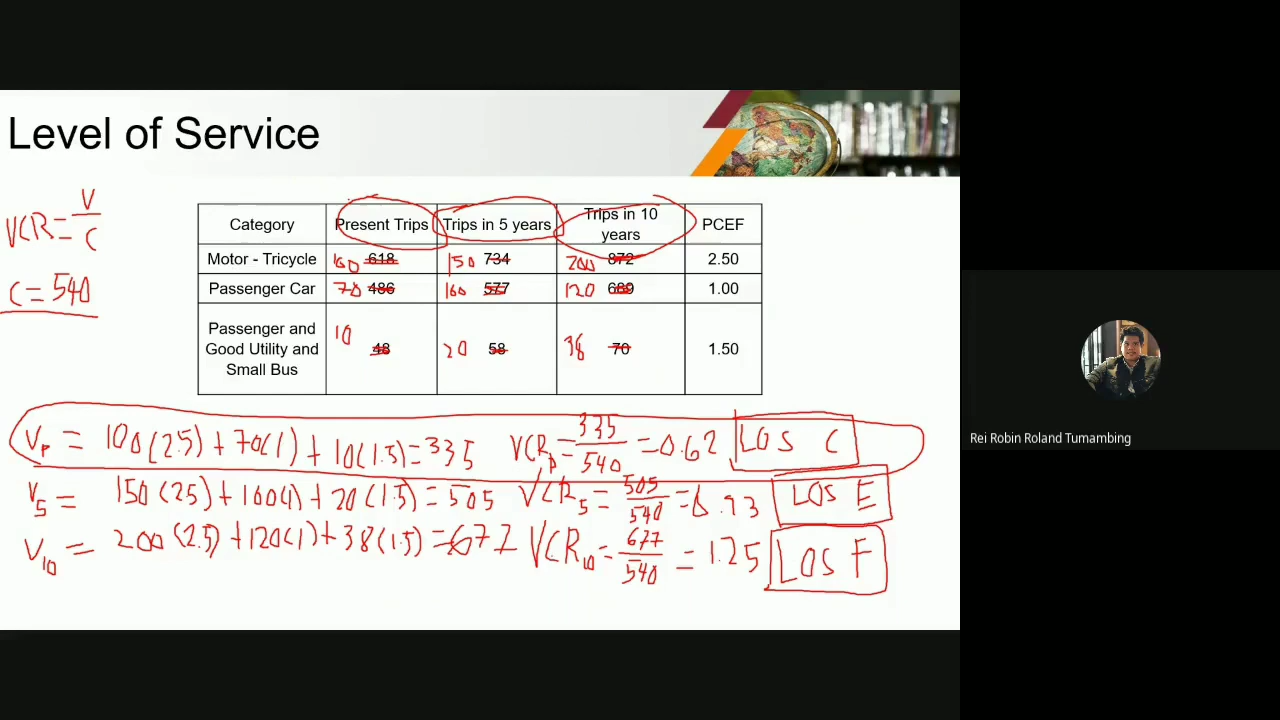 Level of Service
VCR = V/C
C = 540
Category Present Trips Trips in 5 years Trips in 10 years PCEF
Motor - Tricycle 100 618 150 734 200 872 2.50
Passenger Car 70 486 100 577 120 689 1.00
Passenger and Good Utility and Small Bus 10 48 20 58 38 70 1.50
Vp = 100(2.5) + 70(1) + 10(1.5) = 335 VCRp = 335/540 = 0.62 LOS C
V5 = 150(2.5) + 100(1) + 20(1.5) = 505 VCR5 = 505/540 = 0.93 LOS E
V10 = 200(2.5) + 120(1) + 38(1.5) = 677 VCR10 = 677/540 = 1.25 LOS F
Rei Robin Roland Tumambing